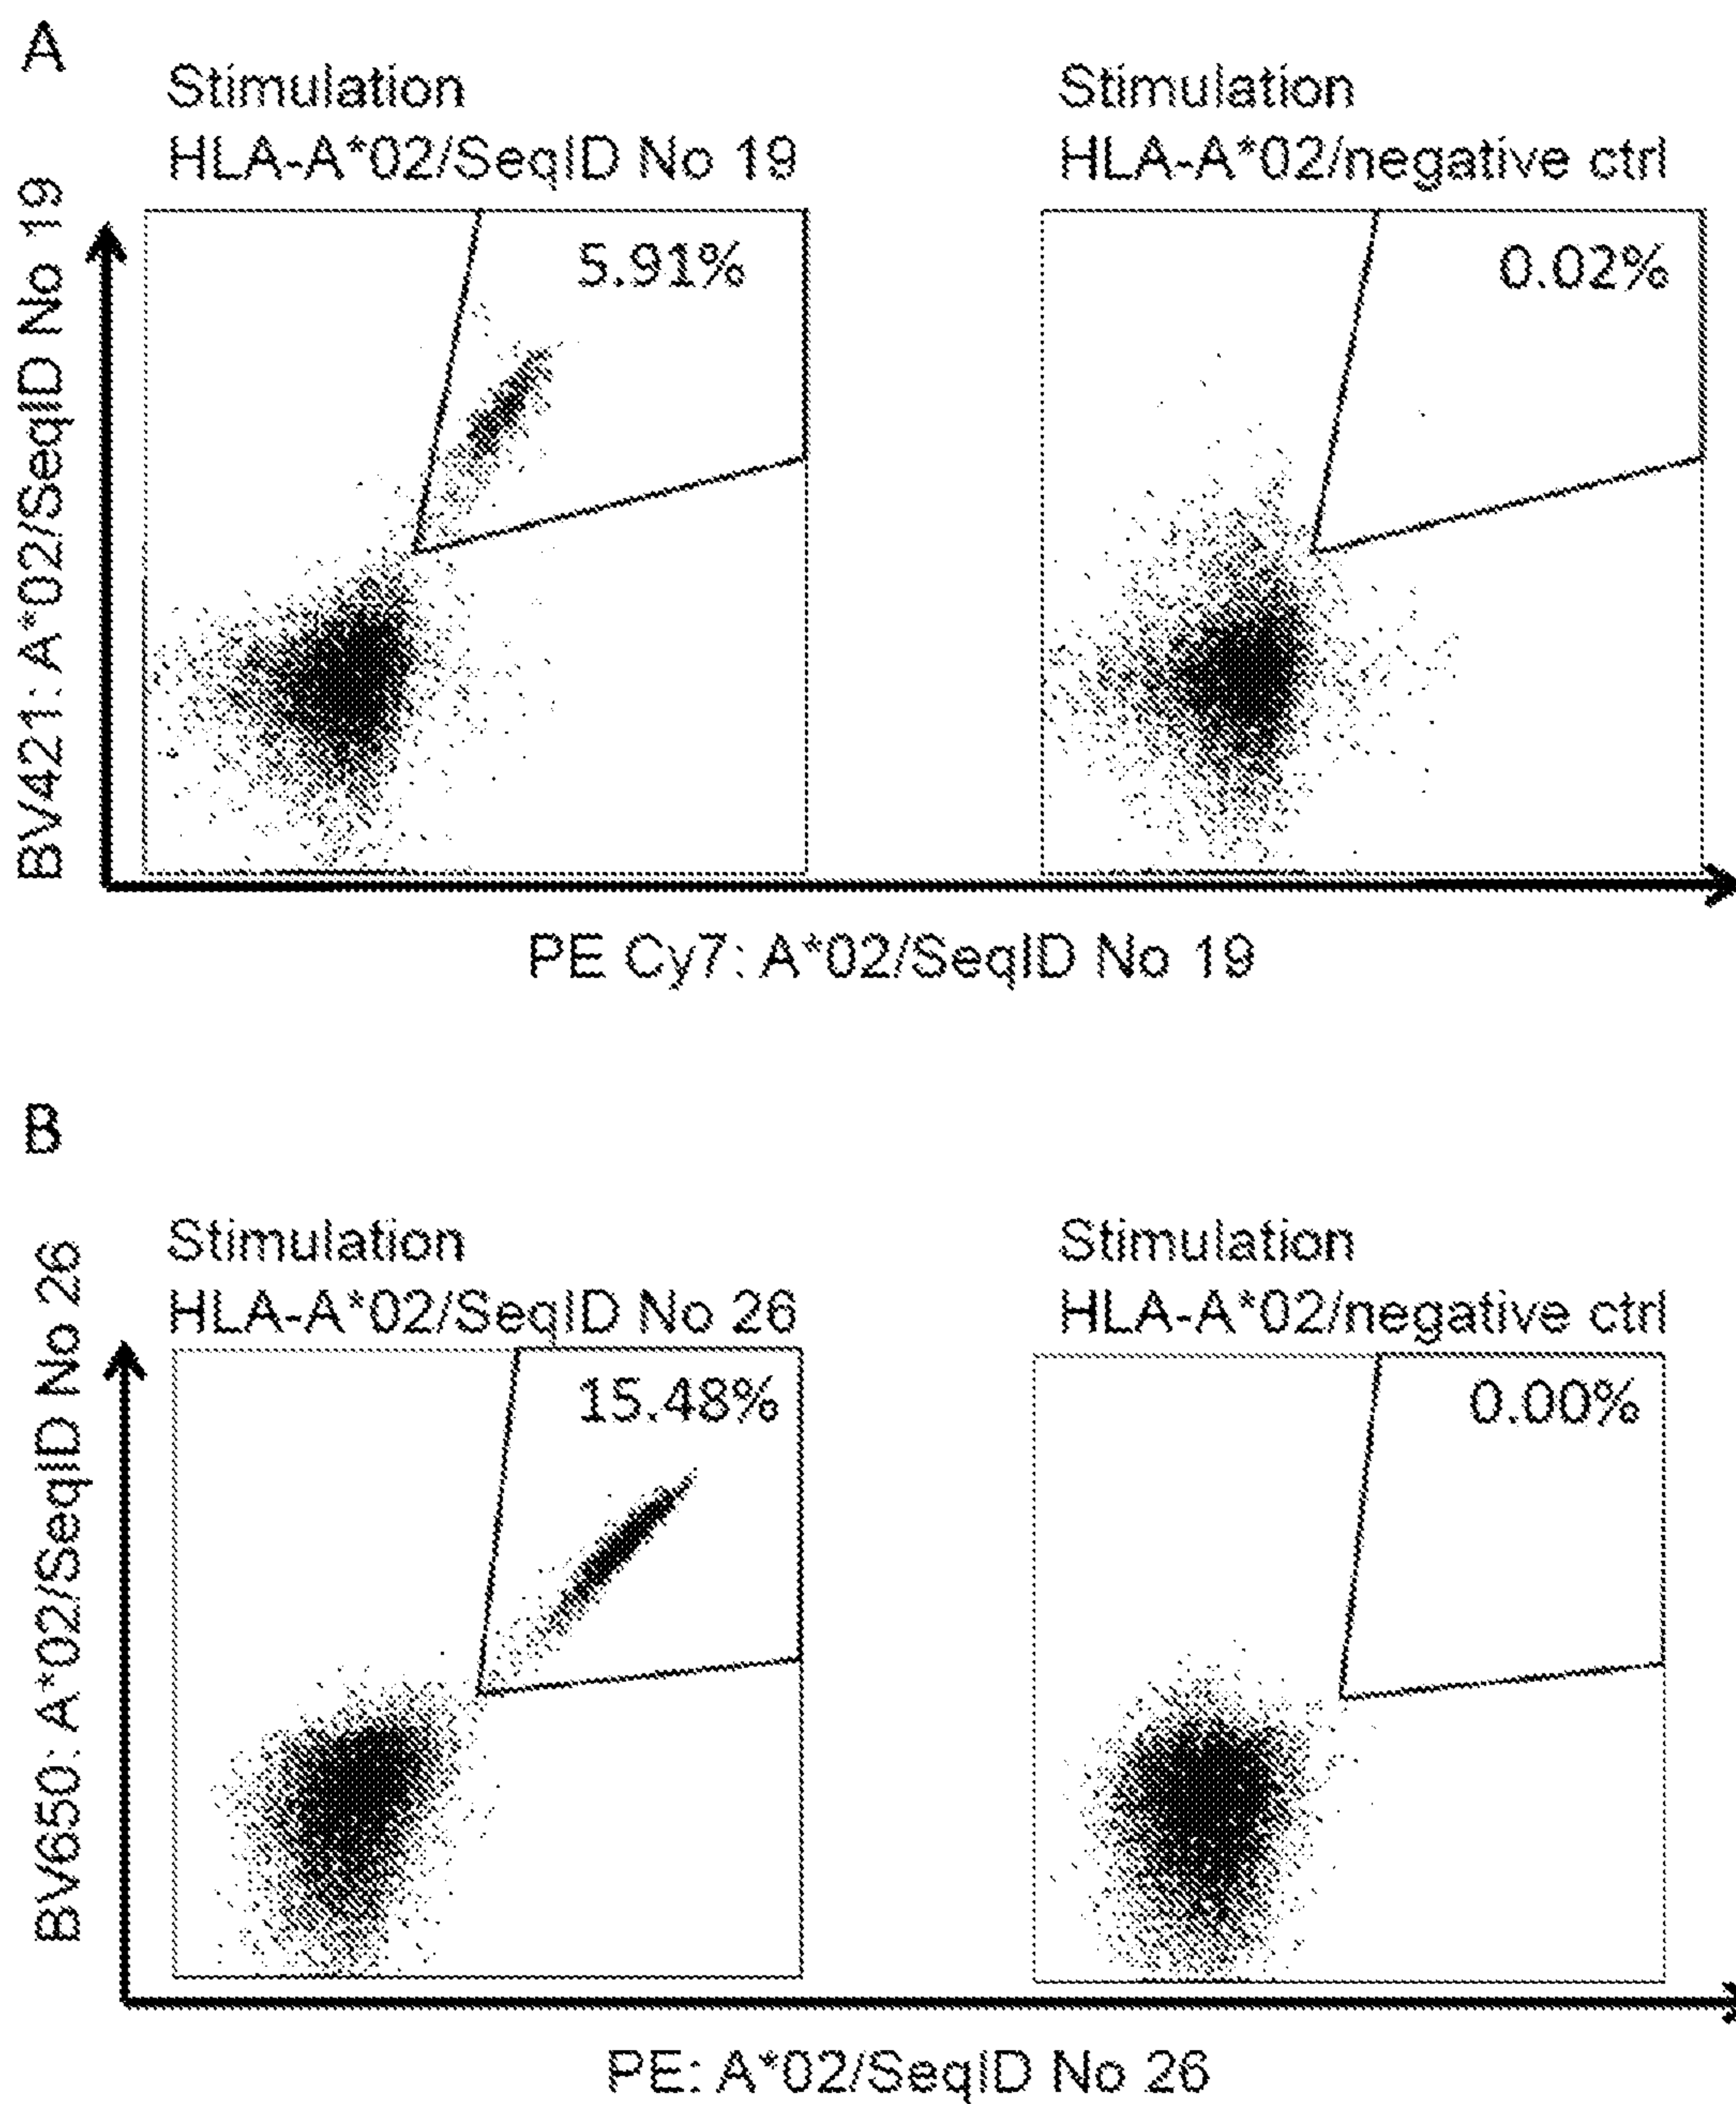 A
Stimulation
HLA-A*02/SeqID No 19
Stimulation
HLA-A*02/negative ctrl
BV421: A*02/SeqID No 19
5.91%
0.02%
PE Cy7: A*02/SeqID No 19
B
Stimulation
HLA-A*02/SeqID No 26
Stimulation
HLA-A*02/negative ctrl
BV650: A*02/SeqID No 26
15.48%
0.00%
PE: A*02/SeqID No 26